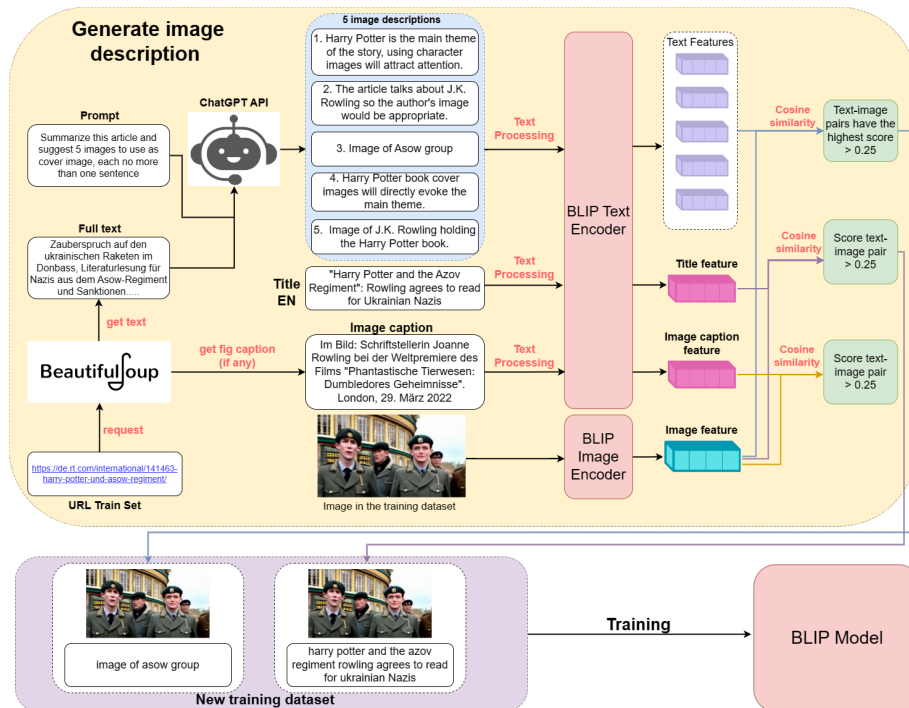 Generate image
description
5 image descriptions
1. Harry Potter is the main theme
of the story, using character
images will attract attention.
2. The article talks about J.K.
Rowling so the author's image
would be appropriate.
3. Image of Asow group
4. Harry Potter book cover
images will directly evoke the
main theme.
5. Image of J.K. Rowling holding
the Harry Potter book.
Prompt
Summarize this article and
suggest 5 images to use as
cover image, each no more
than one sentence
ChatGPT API
Full text
Zauberspruch auf den
ukrainischen Raketen im
Donbass, Literaturlesung für
Nazis aus dem Asow-Regiment
und Sanktionen.....
get text
BeautifulSoup
request
https://de.rt.com/international/141463-
harry-potter-und-asow-regiment/
URL Train Set
get fig caption
(if any)
Title
EN
"Harry Potter and the Azov
Regiment": Rowling agrees to read
for Ukrainian Nazis
Image caption
Im Bild: Schriftstellerin Joanne
Rowling bei der Weltpremiere des
Films "Phantastische Tierwesen:
Dumbledores Geheimnisse".
London, 29. März 2022
Image in the training dataset
Text
Processing
Text
Processing
Text
Processing
BLIP Text
Encoder
BLIP
Image
Encoder
Text Features
Title feature
Image caption
feature
Image feature
Cosine
similarity
Cosine
similarity
Cosine
similarity
Text-image
pairs have the
highest score
> 0.25
Score text-
image pair
> 0.25
Score text-
image pair
> 0.25
image of asow group
harry potter and the azov
regiment rowling agrees to read
for ukrainian Nazis
New training dataset
Training
BLIP Model